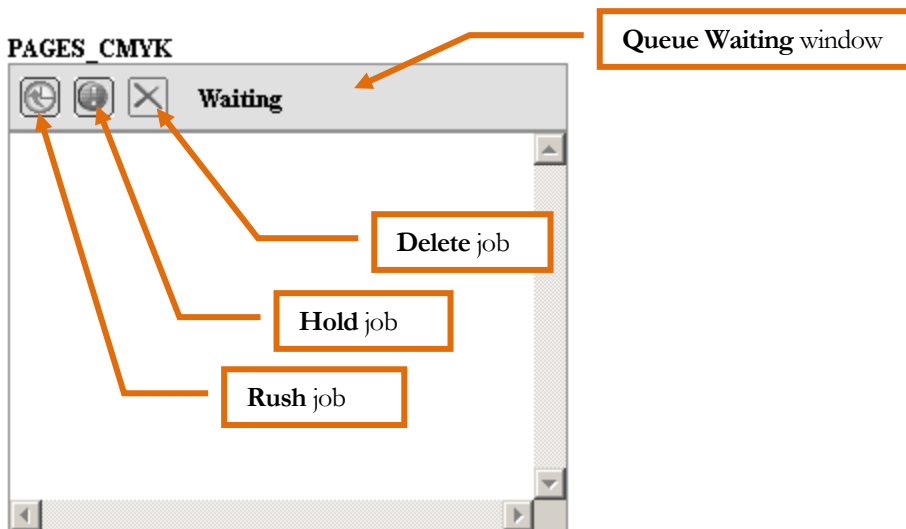 Queue Waiting window
PAGES_CMYK
Waiting
Delete job
Hold job
Rush job